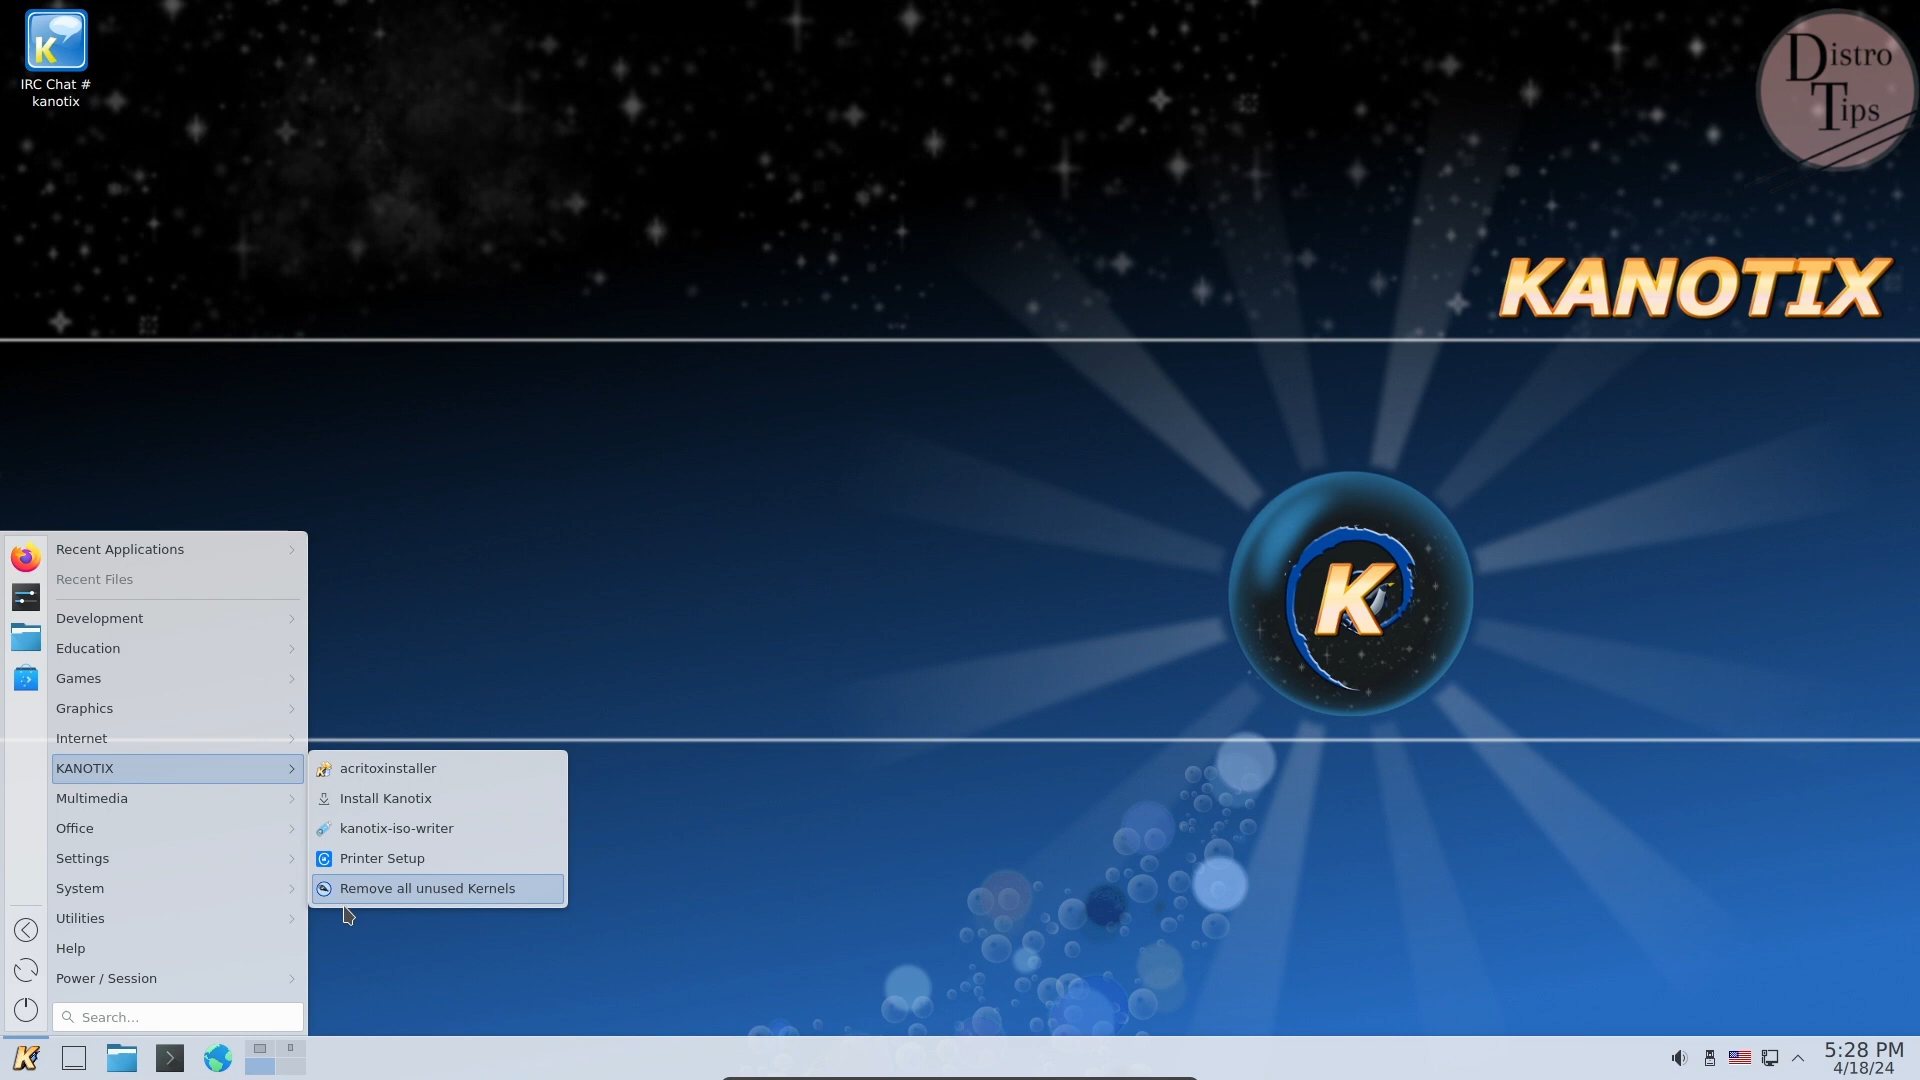 IRC Chat #
kanotix
Distro
Tips
KANOTIX
K
Recent Applications
Recent Files
Development
Education
Games
Graphics
Internet
KANOTIX
Multimedia
Office
Settings
System
Utilities
Help
Power / Session
Search...
acritoxinstaller
Install Kanotix
kanotix-iso-writer
Printer Setup
Remove all unused Kernels
5:28 PM
4/18/24